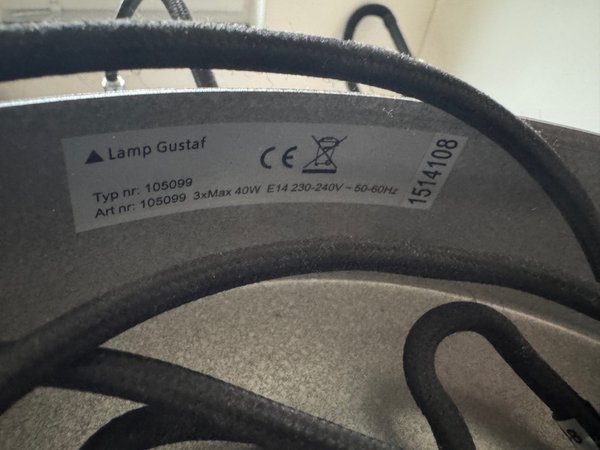 ▲ Lamp Gustaf
CE
Typ nr: 105099
Art nr: 105099 3xMax 40W E14 230-240V ~ 50-60Hz
1514108